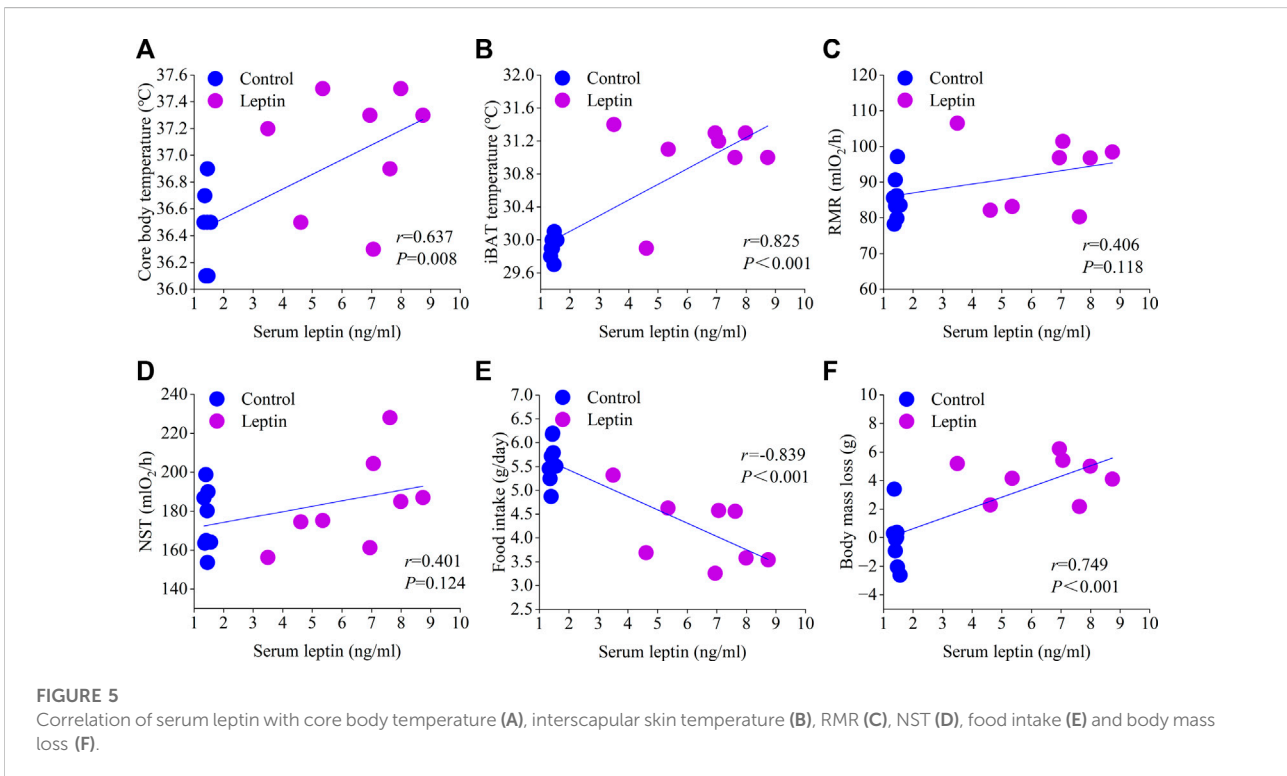 A
Core body temperature (°C)
37.6
37.4
37.2
37.0
36.8
36.6
36.4
36.2
36.0
Control
Leptin
r=0.637
P=0.008
1 2 3 4 5 6 7 8 9 10
Serum leptin (ng/ml)
B
iBAT temperature (°C)
32.0
31.6
31.2
30.8
30.4
30.0
29.6
Control
Leptin
r=0.825
P<0.001
1 2 3 4 5 6 7 8 9 10
Serum leptin (ng/ml)
C
RMR (mlO₂/h)
120
110
100
90
80
70
60
Control
Leptin
r=0.406
P=0.118
1 2 3 4 5 6 7 8 9 10
Serum leptin (ng/ml)
D
NST (mlO₂/h)
240
220
200
180
160
140
Control
Leptin
r=0.401
P=0.124
1 2 3 4 5 6 7 8 9 10
Serum leptin (ng/ml)
E
Food intake (g/day)
7.0
6.5
6.0
5.5
5.0
4.5
4.0
3.5
3.0
2.5
Control
Leptin
r=-0.839
P<0.001
1 2 3 4 5 6 7 8 9 10
Serum leptin (ng/ml)
F
Body mass loss (g)
10
8
6
4
2
0
−2
−4
Control
Leptin
r=0.749
P<0.001
1 2 3 4 5 6 7 8 9 10
Serum leptin (ng/ml)
FIGURE 5
Correlation of serum leptin with core body temperature (A), interscapular skin temperature (B), RMR (C), NST (D), food intake (E) and body mass
loss (F).